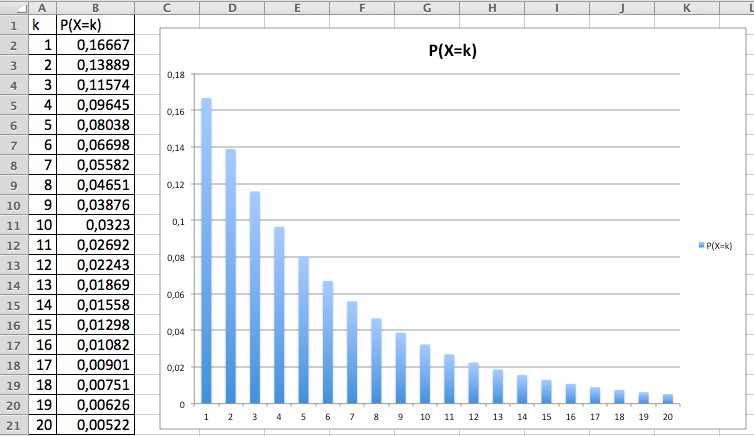 A B C D E F G H I J K L
1 k P(X=k)
2 1 0,16667
3 2 0,13889
4 3 0,11574
5 4 0,09645
6 5 0,08038
7 6 0,06698
8 7 0,05582
9 8 0,04651
10 9 0,03876
11 10 0,0323
12 11 0,02692
13 12 0,02243
14 13 0,01869
15 14 0,01558
16 15 0,01298
17 16 0,01082
18 17 0,00901
19 18 0,00751
20 19 0,00626
21 20 0,00522
P(X=k)
0,18
0,16
0,14
0,12
0,1
0,08
0,06
0,04
0,02
0
1 2 3 4 5 6 7 8 9 10 11 12 13 14 15 16 17 18 19 20
P(X=k)